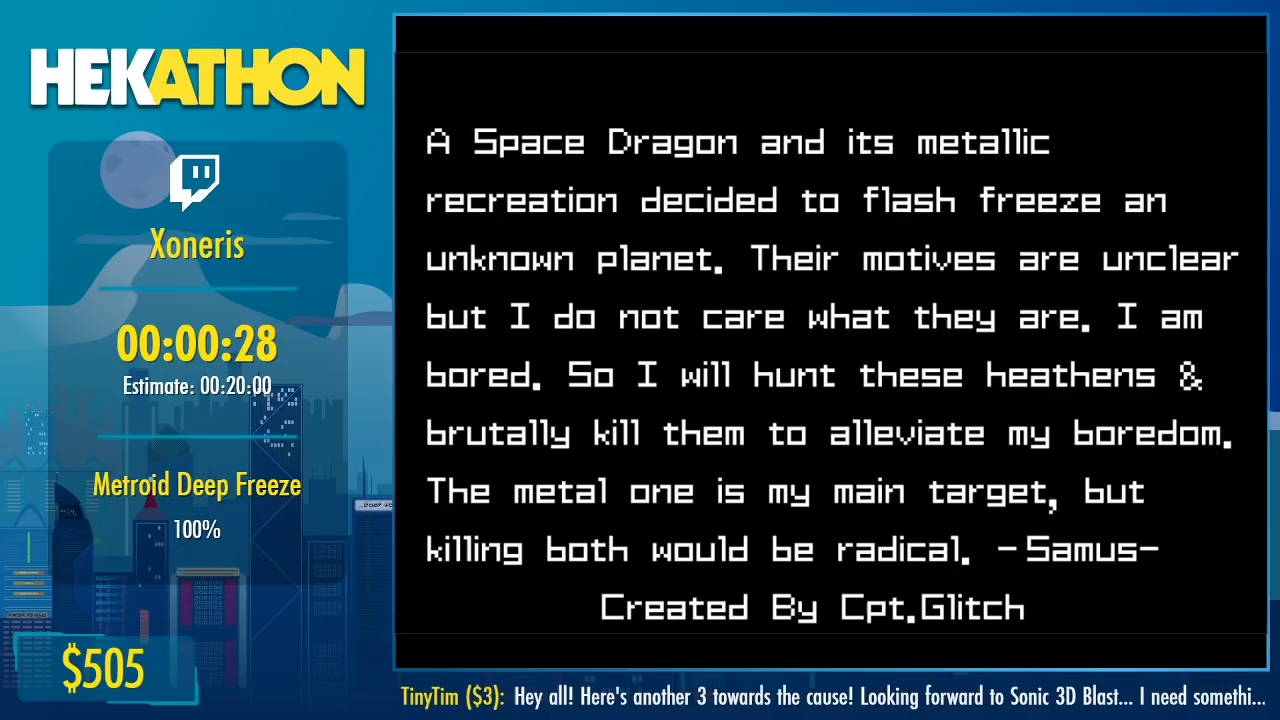 HEKATHON
Xoneris
00:00:28
Estimate: 00:20:00
Metroid Deep Freeze
100%
$505
A Space Dragon and its metallic
recreation decided to flash freeze an
unknown planet. Their motives are unclear
but I do not care what they are. I am
bored. So I will hunt these heathens &
brutally kill them to alleviate my boredom.
The metal one is my main target, but
killing both would be radical. -Samus-
Created By Cpt.Glitch
TinyTim ($3): Hey all! Here's another 3 towards the cause! Looking forward to Sonic 3D Blast... I need somethi...